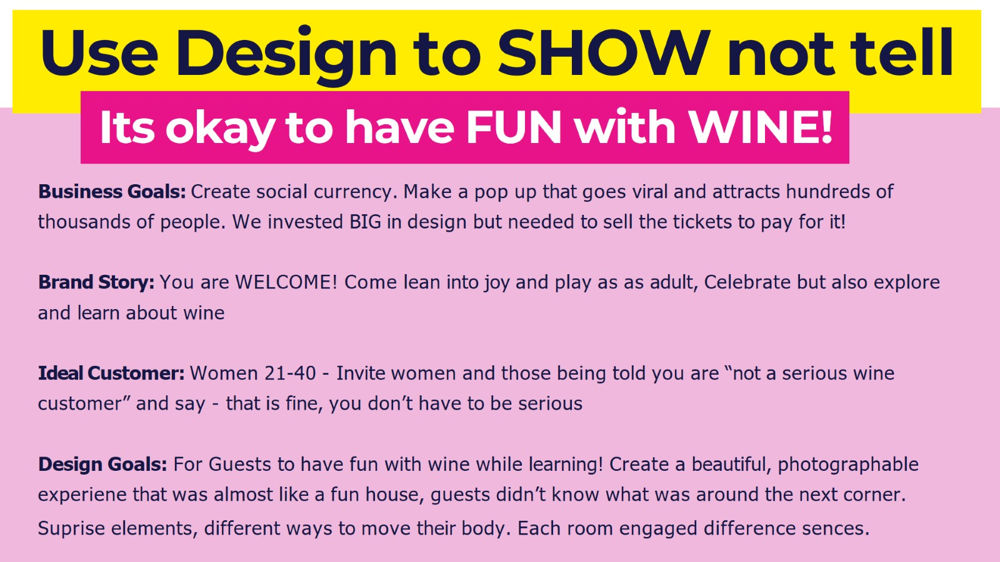 Use Design to SHOW not tell
Its okay to have FUN with WINE!
Business Goals: Create social currency. Make a pop up that goes viral and attracts hundreds of
thousands of people. We invested BIG in design but needed to sell the tickets to pay for it!
Brand Story: You are WELCOME! Come lean into joy and play as as adult, Celebrate but also explore
and learn about wine
Ideal Customer: Women 21-40 - Invite women and those being told you are “not a serious wine
customer” and say - that is fine, you don’t have to be serious
Design Goals: For Guests to have fun with wine while learning! Create a beautiful, photographable
experiene that was almost like a fun house, guests didn’t know what was around the next corner.
Suprise elements, different ways to move their body. Each room engaged difference sences.